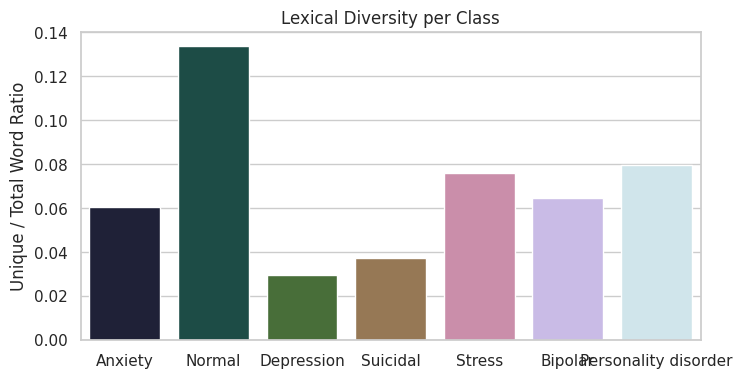 Lexical Diversity per Class
Unique / Total Word Ratio
0.14
0.12
0.10
0.08
0.06
0.04
0.02
0.00
Anxiety Normal Depression Suicidal Stress Bipolar Personality disorder